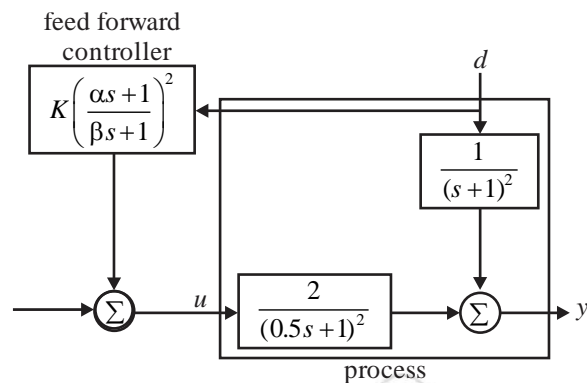 feed forward
controller
K((αs+1)/(βs+1))^2
d
1/(s+1)^2
Σ
u
2/(0.5s+1)^2
Σ
y
process